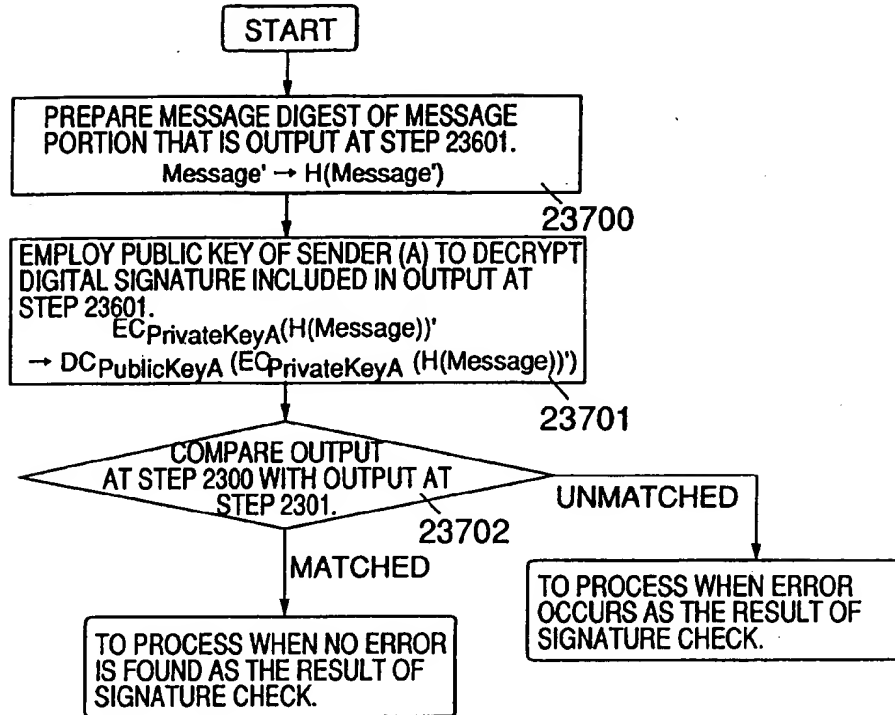 START
PREPARE MESSAGE DIGEST OF MESSAGE
PORTION THAT IS OUTPUT AT STEP 23601.
Message' → H(Message')
23700
EMPLOY PUBLIC KEY OF SENDER (A) TO DECRYPT
DIGITAL SIGNATURE INCLUDED IN OUTPUT AT
STEP 23601.
ECPrivateKeyA(H(Message))'
→ DCPublicKeyA (ECPrivateKeyA (H(Message))')
23701
COMPARE OUTPUT
AT STEP 2300 WITH OUTPUT AT
STEP 2301.
23702
UNMATCHED
MATCHED
TO PROCESS WHEN ERROR
OCCURS AS THE RESULT OF
SIGNATURE CHECK.
TO PROCESS WHEN NO ERROR
IS FOUND AS THE RESULT OF
SIGNATURE CHECK.